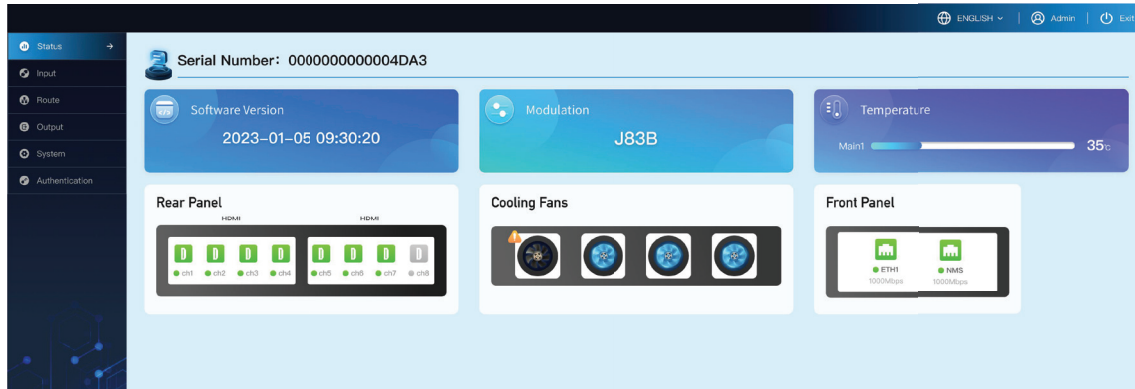 ENGLISH
Admin
Exit
Status
Input
Route
Output
System
Authentication
Serial Number: 0000000000004DA3
Software Version
2023-01-05 09:30:20
Modulation
J83B
Temperature
Main1
35℃
Rear Panel
HDMI HDMI
D D D D D D D D
ch1 ch2 ch3 ch4 ch5 ch6 ch7 ch8
Cooling Fans
Front Panel
ETH1 NMS
1000Mbps 1000Mbps